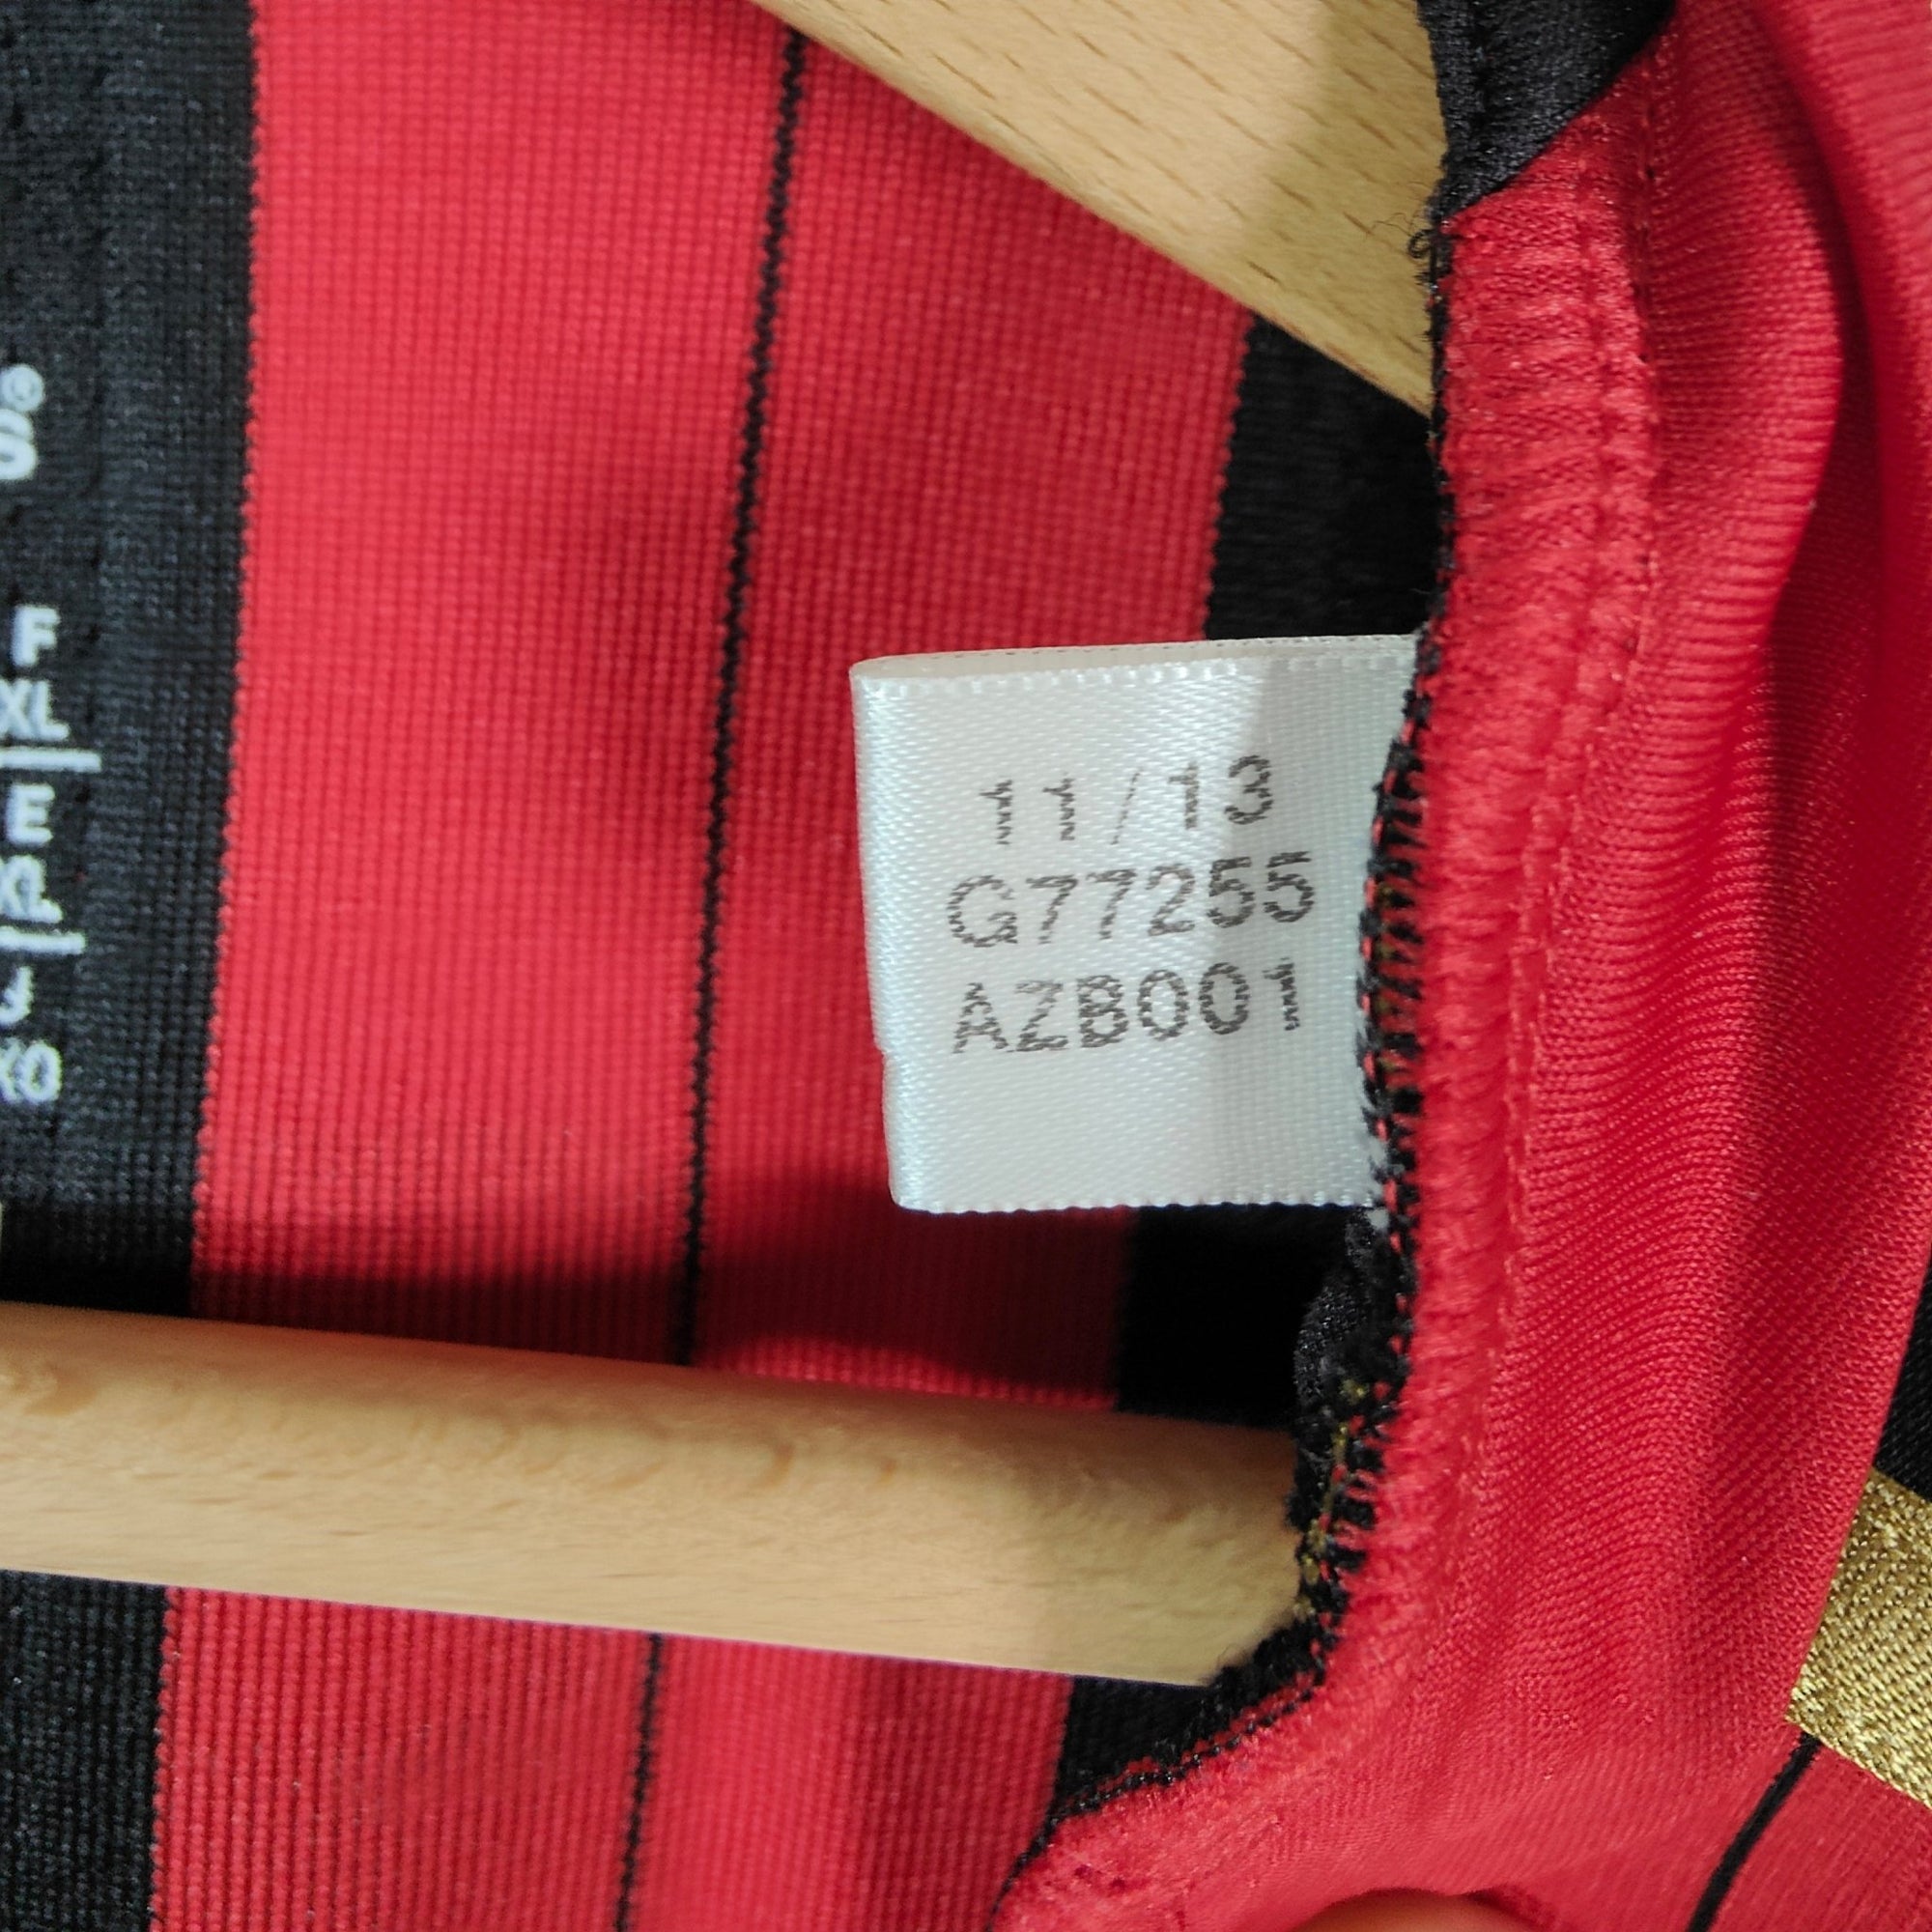 S®
F
XL
E
XL
J
XO
11/13
G77255
AZB001